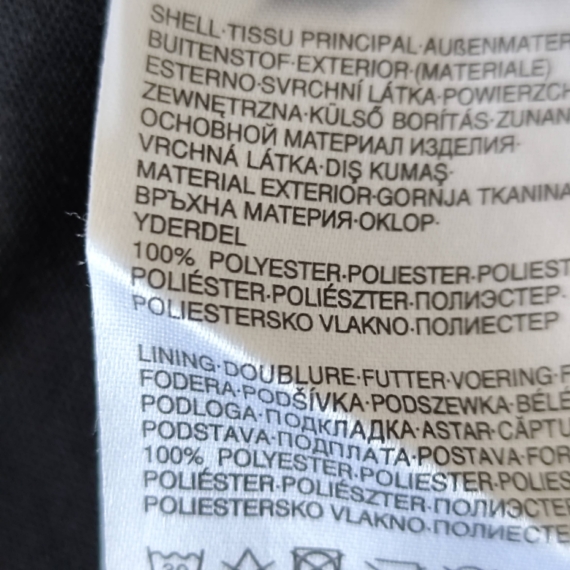 SHELL·TISSU PRINCIPAL·AUßENMATER
BUITENSTOF·EXTERIOR·(MATERIALE)
ESTERNO·SVRCHNÍ LÁTKA·POWIERZCH
ZEWNĘTRZNA·KÜLSŐ BORÍTÁS·ZUNAN
ОСНОВНОЙ МАТЕРИАЛ ИЗДЕЛИЯ·
VRCHNÁ LÁTKA·DIŞ KUMAŞ·
MATERIAL EXTERIOR·GORNJA TKANINA
ВРЪХНА МАТЕРИЯ·OKLOP·
YDERDEL
100% POLYESTER·POLIESTER·POLIEST
POLIÉSTER·POLIÉSZTER·ПОЛИЭСТЕР·
POLIESTERSKO VLAKNO·ПОЛИЕСТЕР
LINING·DOUBLURE·FUTTER·VOERING·F
FODERA·PODŠÍVKA·PODSZEWKA·BÉLÉ
PODLOGA·ПОДКЛАДКА·ASTAR·CĂPTU
PODSTAVA·ПОДПЛАТА·POSTAVA·FOR
100% POLYESTER·POLIESTER·POLIES
POLIÉSTER·POLIÉSZTER·ПОЛИЭСТЕ
POLIESTERSKO VLAKNO·ПОЛИЕСТЕ
30